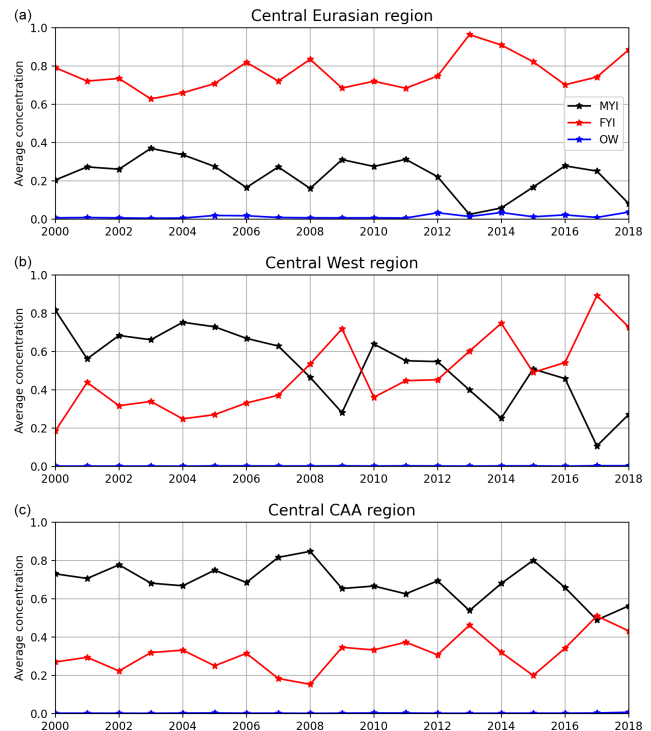 (a)
Central Eurasian region
1.0
0.8
0.6
0.4
0.2
0.0
Average concentration
MYI
FYI
OW
2000 2002 2004 2006 2008 2010 2012 2014 2016 2018
(b)
Central West region
1.0
0.8
0.6
0.4
0.2
0.0
Average concentration
2000 2002 2004 2006 2008 2010 2012 2014 2016 2018
(c)
Central CAA region
1.0
0.8
0.6
0.4
0.2
0.0
Average concentration
2000 2002 2004 2006 2008 2010 2012 2014 2016 2018